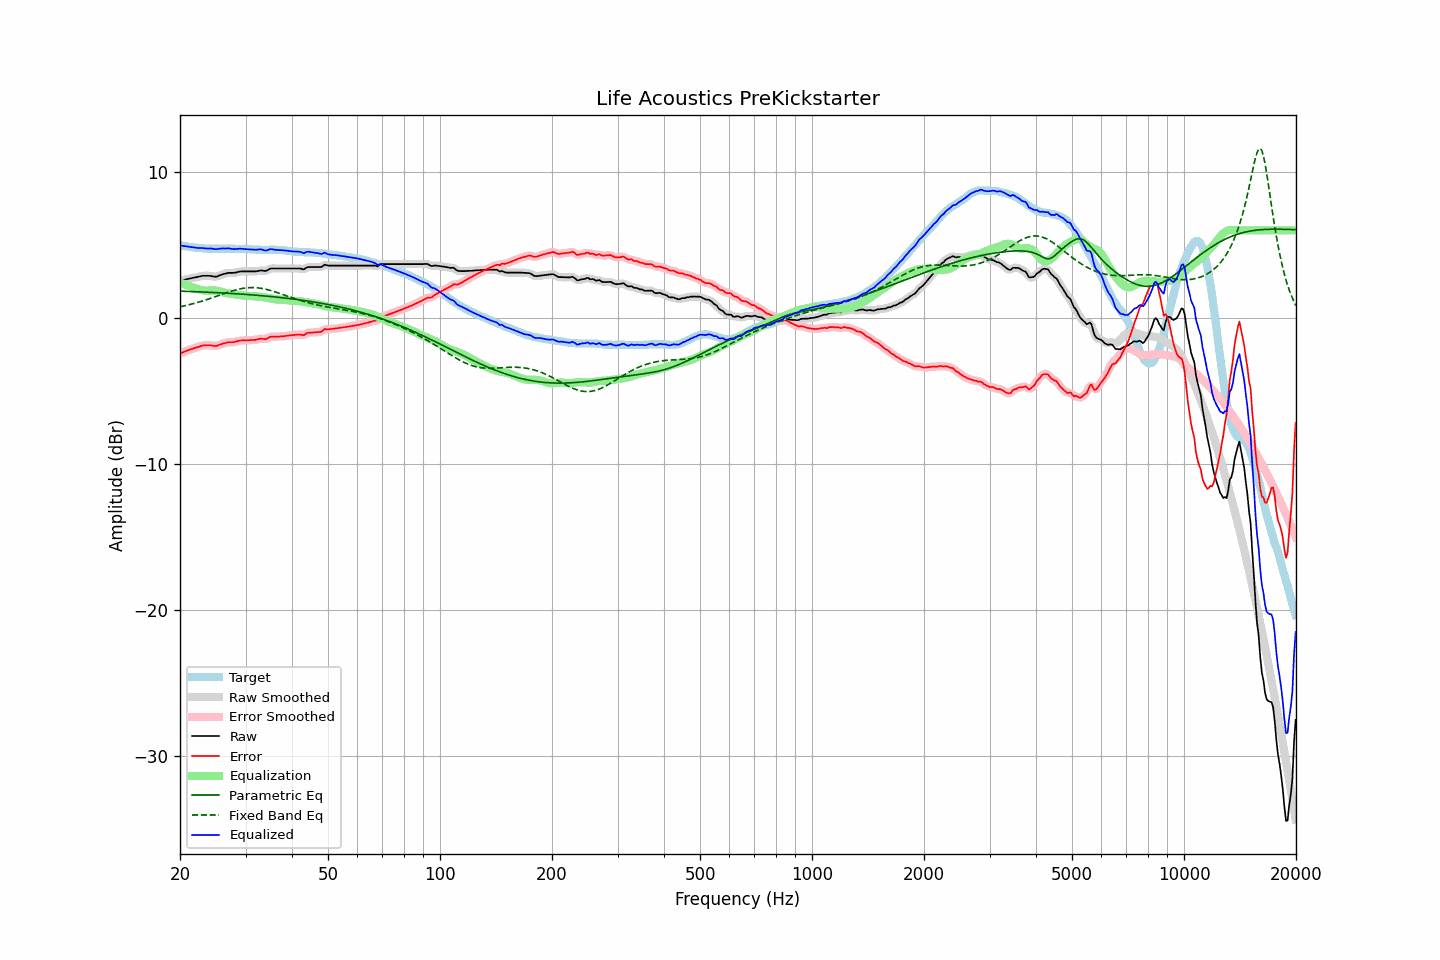 Life Acoustics PreKickstarter
10
0
−10
−20
−30
Amplitude (dBr)
Target
Raw Smoothed
Error Smoothed
Raw
Error
Equalization
Parametric Eq
Fixed Band Eq
Equalized
20 50 100 200 500 1000 2000 5000 10000 20000
Frequency (Hz)